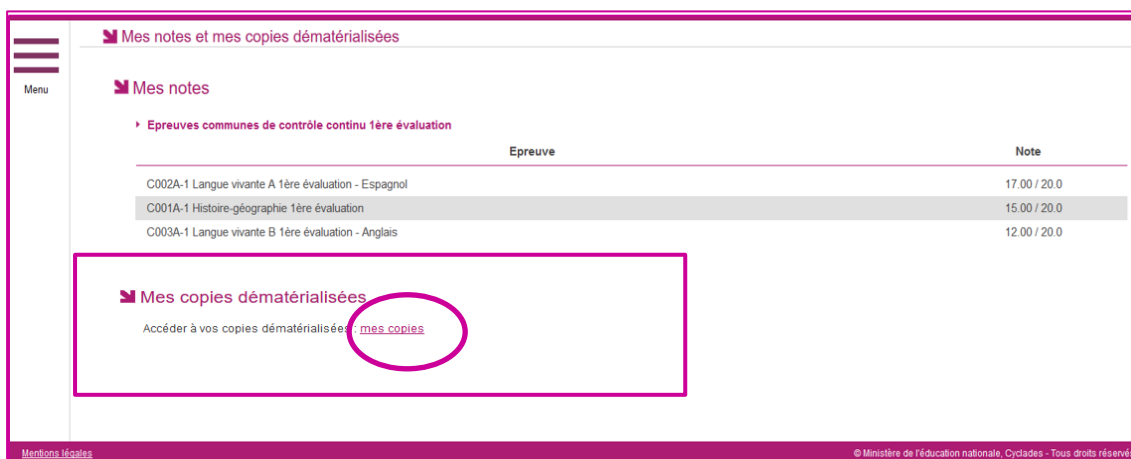 Mes notes et mes copies dématérialisées
Menu
Mes notes
Epreuves communes de contrôle continu 1ère évaluation
Epreuve Note
C002A-1 Langue vivante A 1ère évaluation - Espagnol 17.00 / 20.0
C001A-1 Histoire-géographie 1ère évaluation 15.00 / 20.0
C003A-1 Langue vivante B 1ère évaluation - Anglais 12.00 / 20.0
Mes copies dématérialisées
Accéder à vos copies dématérialisées : mes copies
Mentions légales © Ministère de l'éducation nationale, Cyclades - Tous droits réservés